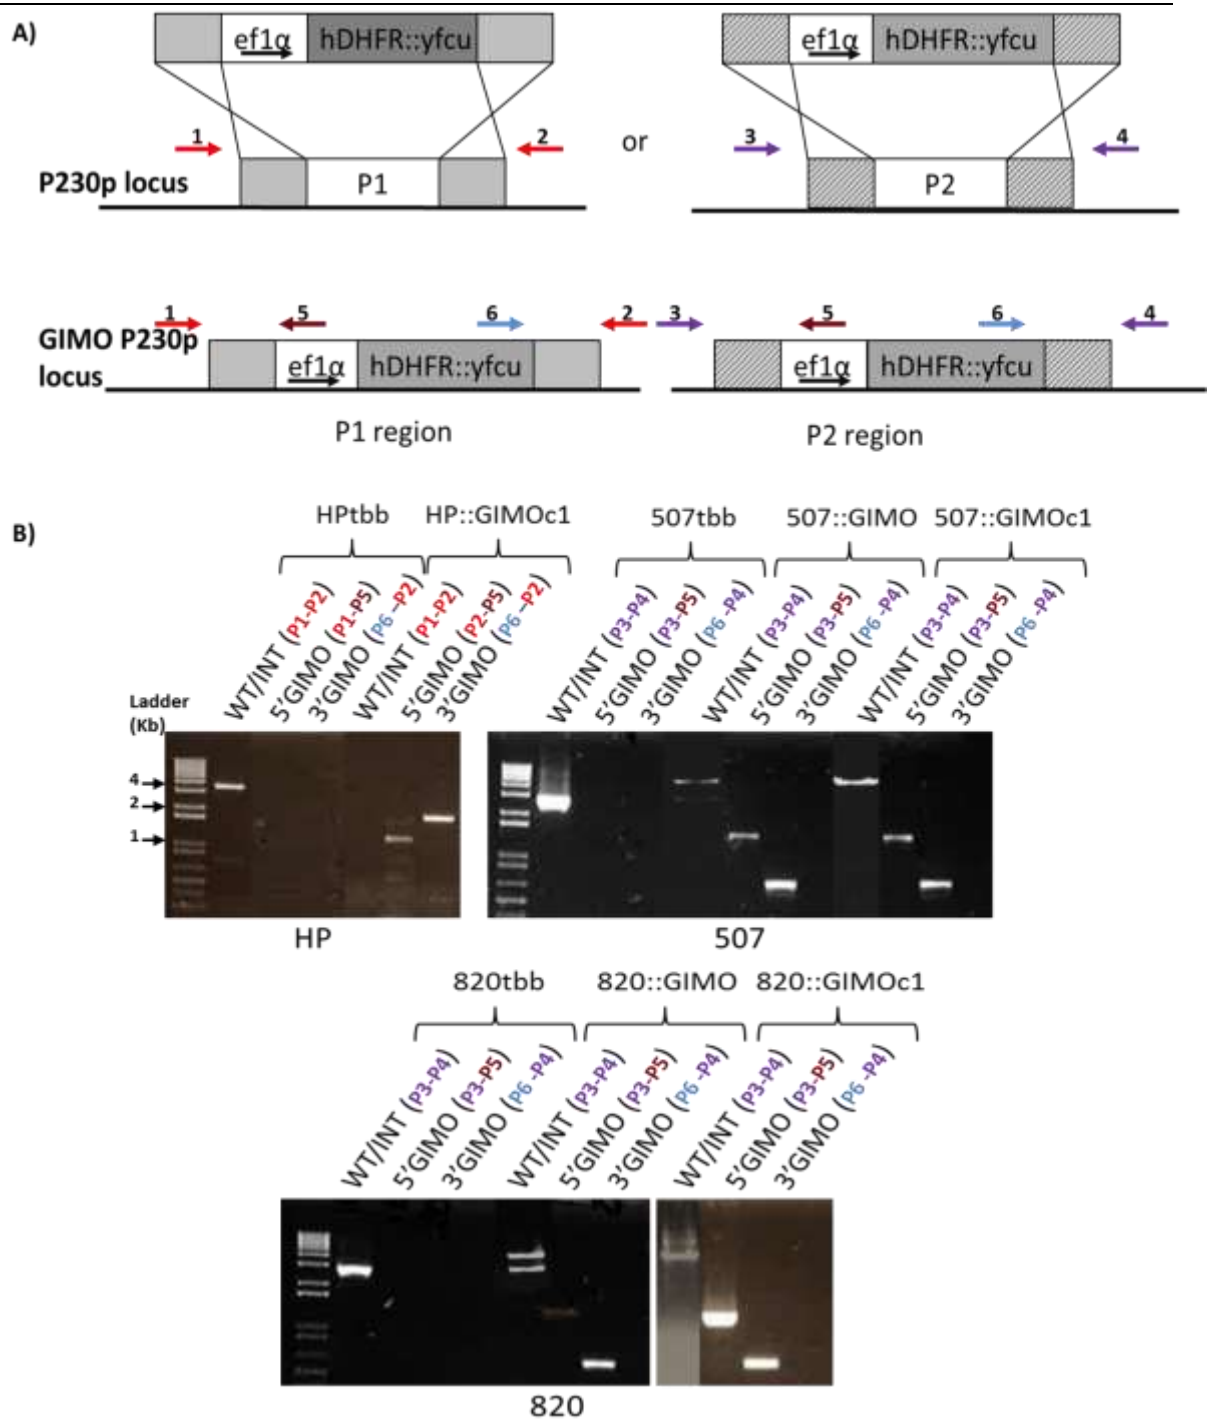 A)
ef1α hDHFR::yfcu
ef1α hDHFR::yfcu
1 2 or 3 4
P230p locus P1 P2
1 5 6 2 3 5 6 4
GIMO P230p
locus
ef1α hDHFR::yfcu
ef1α hDHFR::yfcu
P1 region
P2 region
B)
HPtbb HP::GIMOc1
WT/INT (P1-P2)
5'GIMO (P1-P5)
3'GIMO (P6-P2)
WT/INT (P1-P2)
5'GIMO (P2-P5)
3'GIMO (P6-P2)
507tbb 507::GIMO 507::GIMOc1
WT/INT (P3-P4)
5'GIMO (P3-P5)
3'GIMO (P6-P4)
WT/INT (P3-P4)
5'GIMO (P3-P5)
3'GIMO (P6-P4)
WT/INT (P3-P4)
5'GIMO (P3-P5)
3'GIMO (P6-P4)
Ladder
(Kb)
4
2
1
HP
507
820tbb 820::GIMO 820::GIMOc1
WT/INT (P3-P4)
5'GIMO (P3-P5)
3'GIMO (P6-P4)
WT/INT (P3-P4)
5'GIMO (P3-P5)
3'GIMO (P6-P4)
WT/INT (P3-P4)
5'GIMO (P3-P5)
3'GIMO (P6-P4)
820